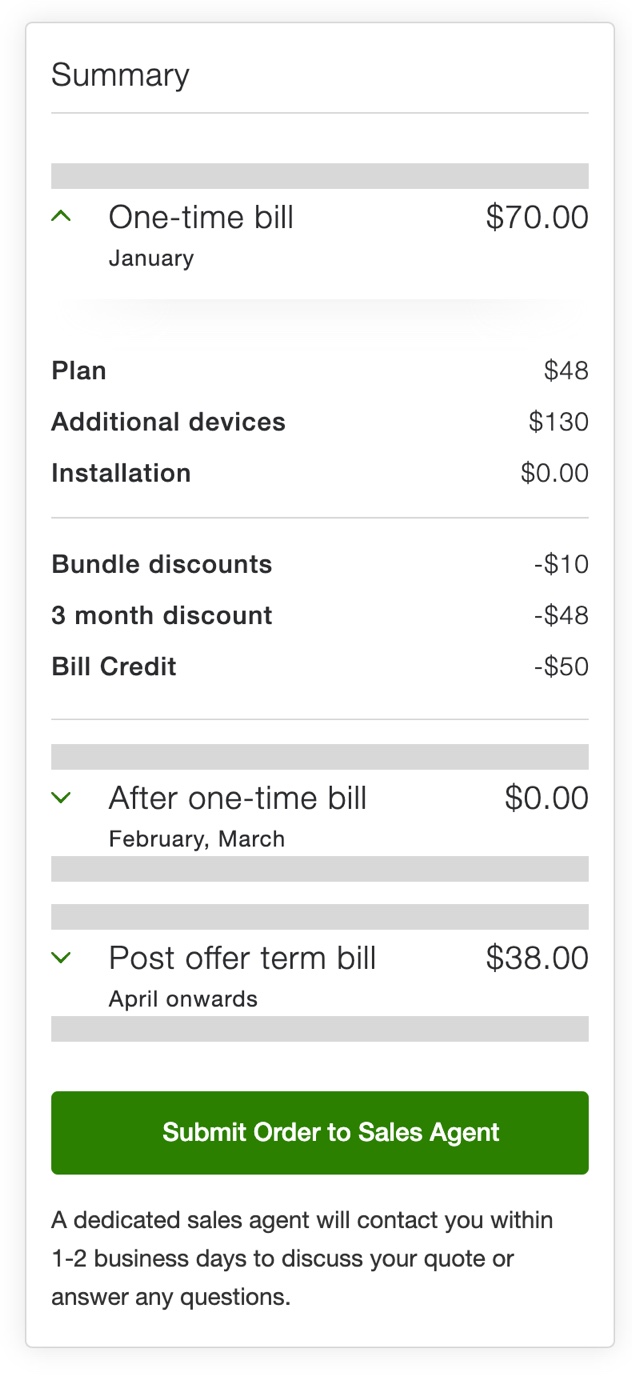 Summary
One-time bill $70.00
January
Plan $48
Additional devices $130
Installation $0.00
Bundle discounts -$10
3 month discount -$48
Bill Credit -$50
After one-time bill $0.00
February, March
Post offer term bill $38.00
April onwards
Submit Order to Sales Agent
A dedicated sales agent will contact you within
1-2 business days to discuss your quote or
answer any questions.